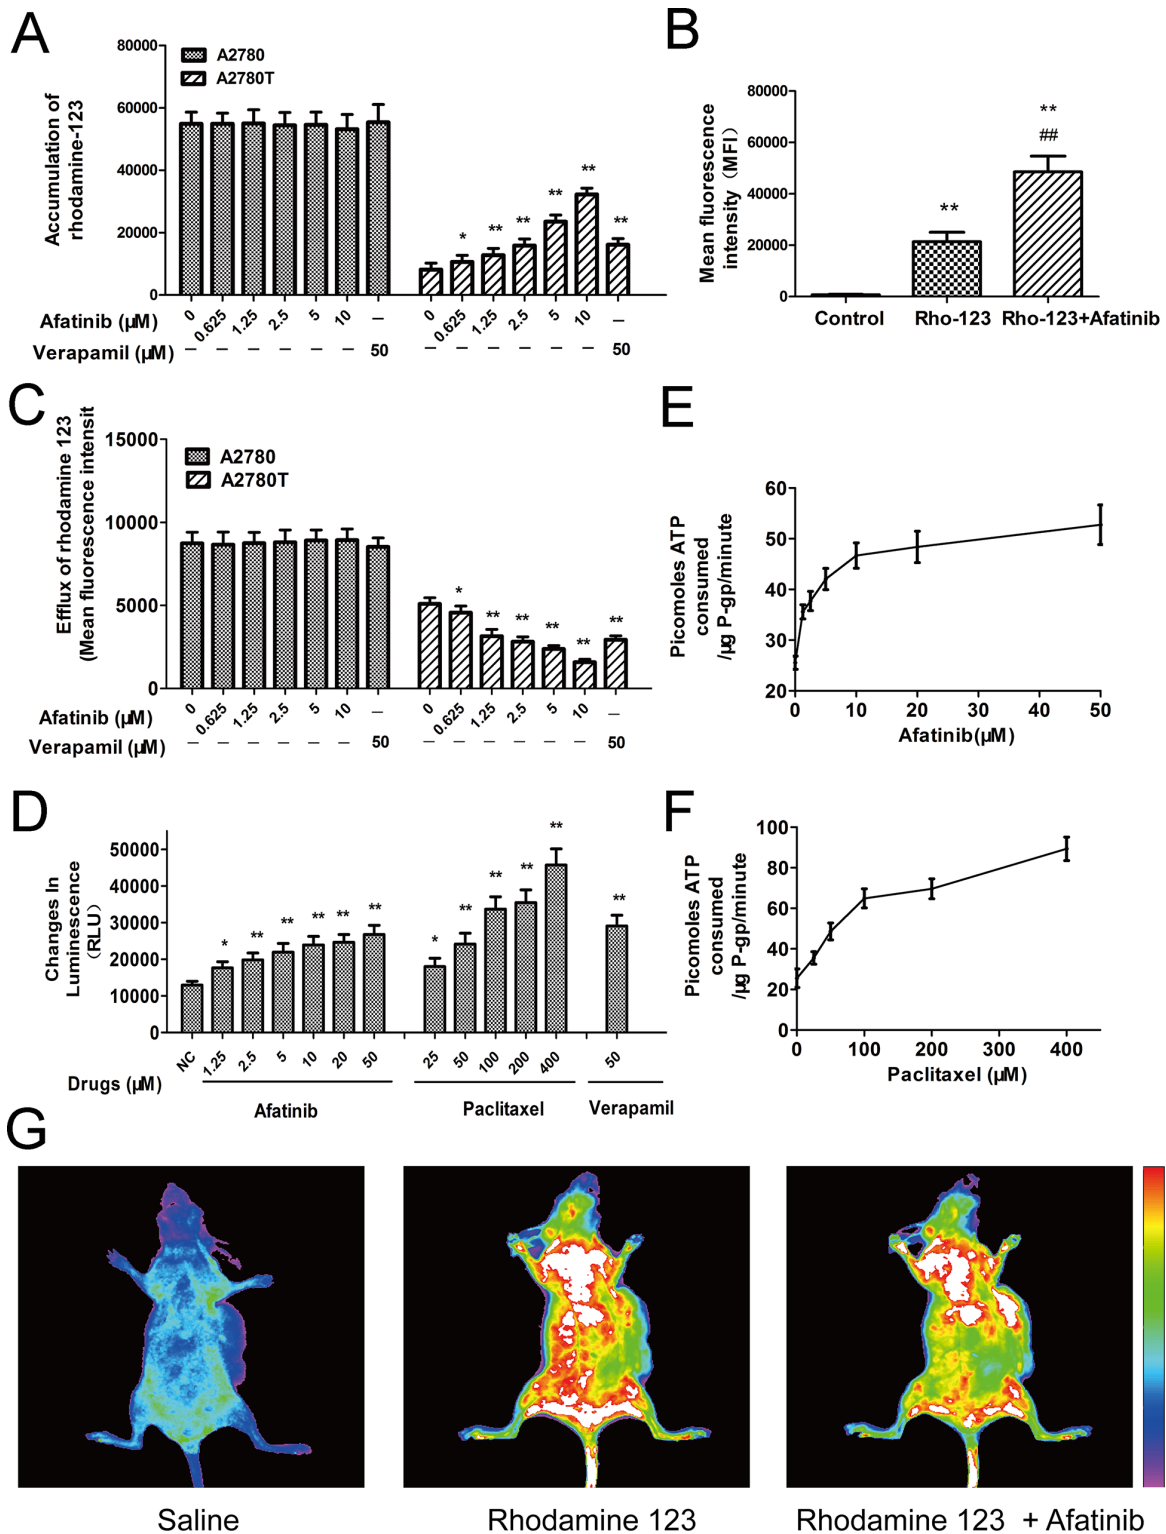 A
Accumulation of
rhodamine-123
80000
60000
40000
20000
0
A2780
A2780T
* ** ** ** ** **
Afatinib (μM) 0 0.625 1.25 2.5 5 10 – 0 0.625 1.25 2.5 5 10 –
Verapamil (μM) – – – – – – 50 – – – – – – 50
B
Mean fluorescence
intensity (MFI)
80000
60000
40000
20000
0
**
**
##
Control Rho-123 Rho-123+Afatinib
C
Efflux of rhodamine 123
(Mean fluorescence intensit
15000
10000
5000
0
A2780
A2780T
* ** ** ** ** **
Afatinib (μM) 0 0.625 1.25 2.5 5 10 – 0 0.625 1.25 2.5 5 10 –
Verapamil (μM) – – – – – – 50 – – – – – – 50
E
Picomoles ATP
consumed
/μg P-gp/minute
60
50
40
30
20
0 10 20 30 40 50
Afatinib(μM)
D
Changes In
Luminescence
(RLU)
50000
40000
30000
20000
10000
0
* ** ** ** ** ** * ** ** ** ** **
NC 1.25 2.5 5 10 20 50 25 50 100 200 400 50
Drugs (μM)
Afatinib Paclitaxel Verapamil
F
Picomoles ATP
consumed
/μg P-gp/minute
100
80
60
40
20
0
0 100 200 300 400
Paclitaxel (μM)
G
Saline Rhodamine 123 Rhodamine 123 + Afatinib